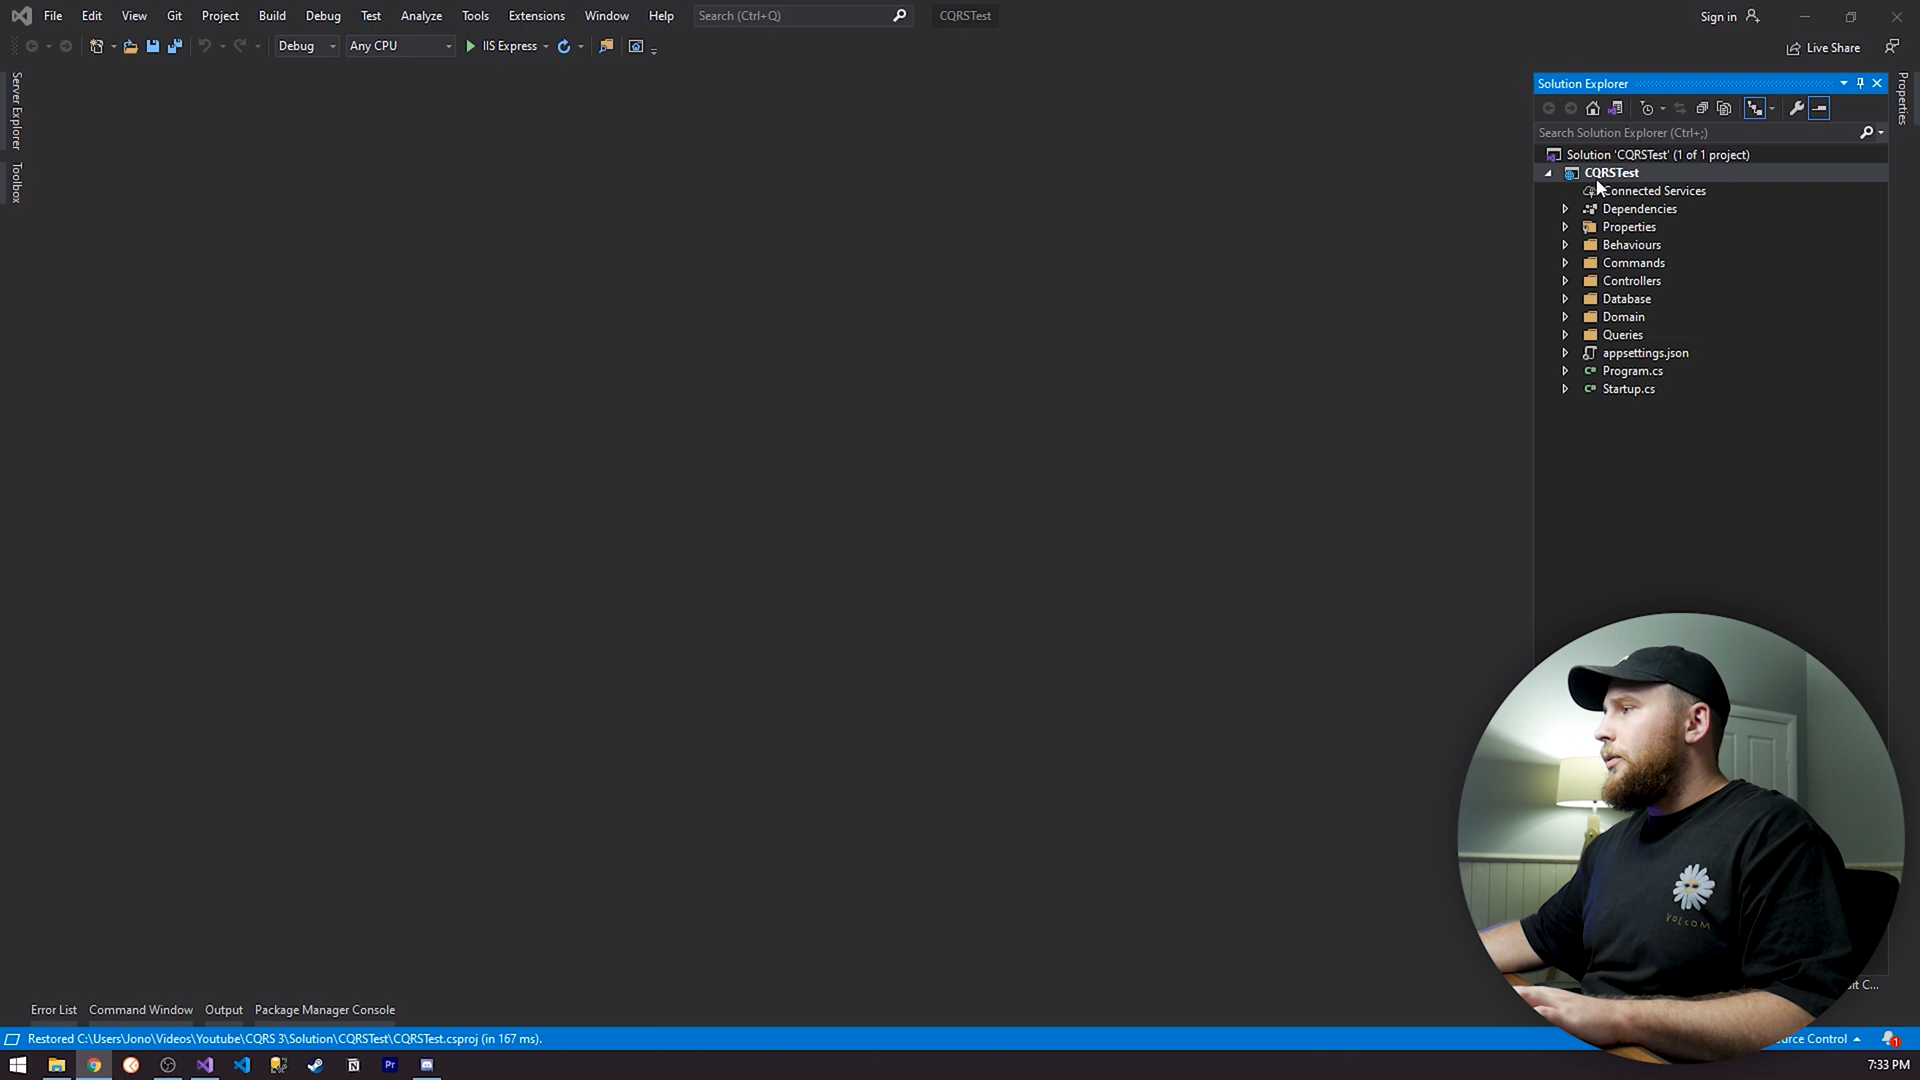 File Edit View Git Project Build Debug Test Analyze Tools Extensions Window Help Search (Ctrl+Q) CQRSTest Sign in
Debug Any CPU IIS Express Live Share
Server Explorer
Toolbox
Properties
Solution Explorer
Search Solution Explorer (Ctrl+;)
Solution 'CQRSTest' (1 of 1 project)
CQRSTest
Connected Services
Dependencies
Properties
Behaviours
Commands
Controllers
Database
Domain
Queries
appsettings.json
Program.cs
Startup.cs
VOLCOM
Error List Command Window Output Package Manager Console
Restored C:\Users\Jono\Videos\Youtube\CQRS 3\Solution\CQRSTest\CQRSTest.csproj (in 167 ms).
Control
1
Pr
7:33 PM